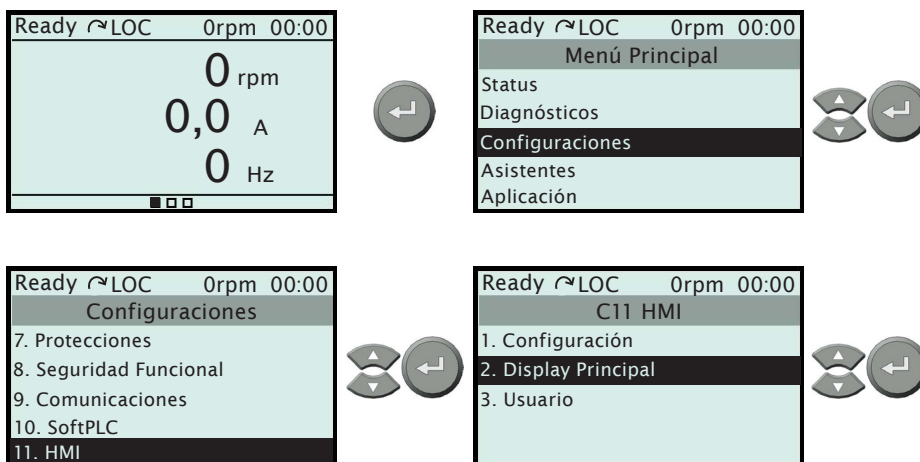 Ready LOC 0rpm 00:00
0 rpm
0,0 A
0 Hz
Ready LOC 0rpm 00:00
Menú Principal
Status
Diagnósticos
Configuraciones
Asistentes
Aplicación
Ready LOC 0rpm 00:00
Configuraciones
7. Protecciones
8. Seguridad Funcional
9. Comunicaciones
10. SoftPLC
11. HMI
Ready LOC 0rpm 00:00
C11 HMI
1. Configuración
2. Display Principal
3. Usuario